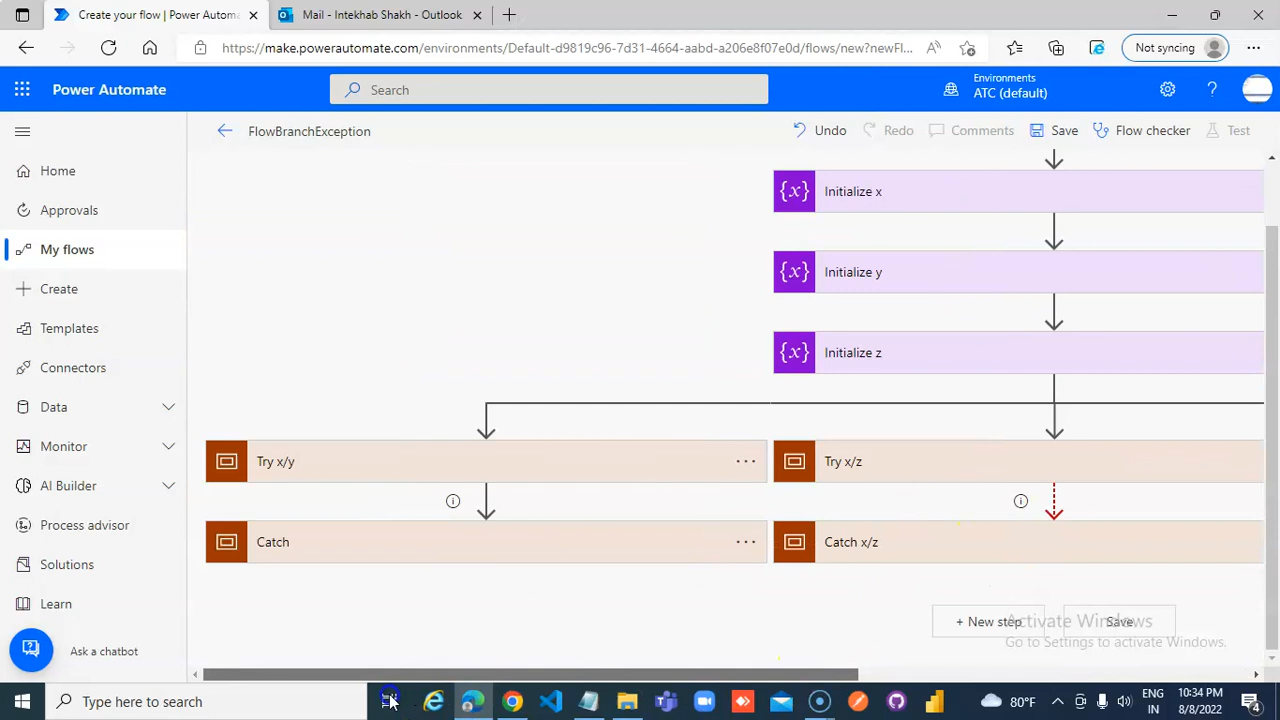 Create your flow | Power Automa
Mail - Intekhab Shakh - Outlook
https://make.powerautomate.com/environments/Default-d9819c96-7d31-4664-aabd-a206e8f07e0d/flows/new?newFl...
Not syncing
Power Automate
Search
Environments
ATC (default)
FlowBranchException
Undo
Redo
Comments
Save
Flow checker
Test
Home
Approvals
My flows
Create
Templates
Connectors
Data
Monitor
AI Builder
Process advisor
Solutions
Learn
Ask a chatbot
{x} Initialize x
{x} Initialize y
{x} Initialize z
Try x/y
Try x/z
Catch
Catch x/z
+ New step
Save
Activate Windows
Go to Settings to activate Windows.
Type here to search
80°F
ENG
IN
10:34 PM
8/8/2022
4